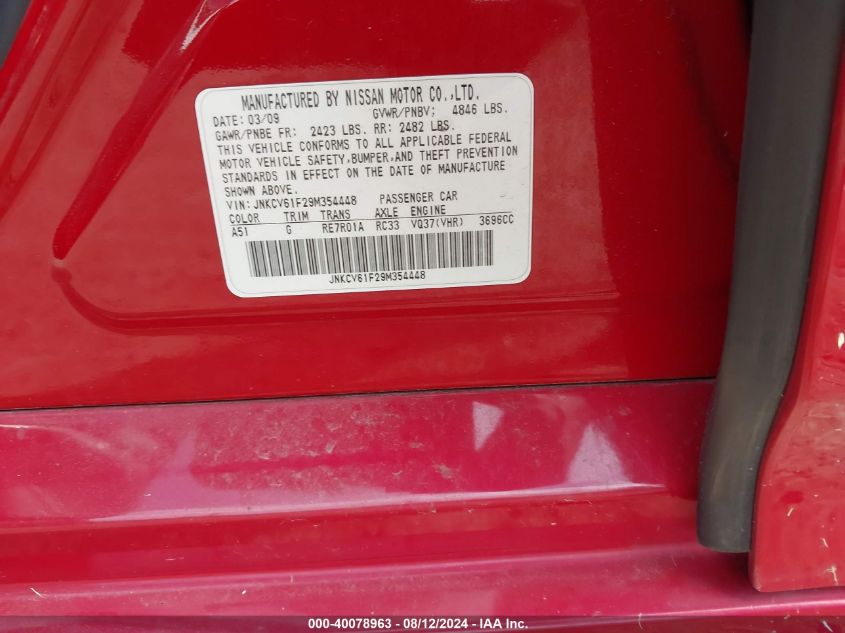 MANUFACTURED BY NISSAN MOTOR CO.,LTD.
DATE: 03/09 GVWR/PNBV: 4846 LBS.
GAWR/PNBE FR: 2423 LBS. RR: 2482 LBS.
THIS VEHICLE CONFORMS TO ALL APPLICABLE FEDERAL
MOTOR VEHICLE SAFETY,BUMPER,AND THEFT PREVENTION
STANDARDS IN EFFECT ON THE DATE OF MANUFACTURE
SHOWN ABOVE.
VIN: JNKCV61F29M354448 PASSENGER CAR
COLOR TRIM TRANS AXLE ENGINE
A51 G RE7R01A RC33 VQ37(VHR) 3696CC
JNKCV61F29M354448
000-40078963 - 08/12/2024 - IAA Inc.